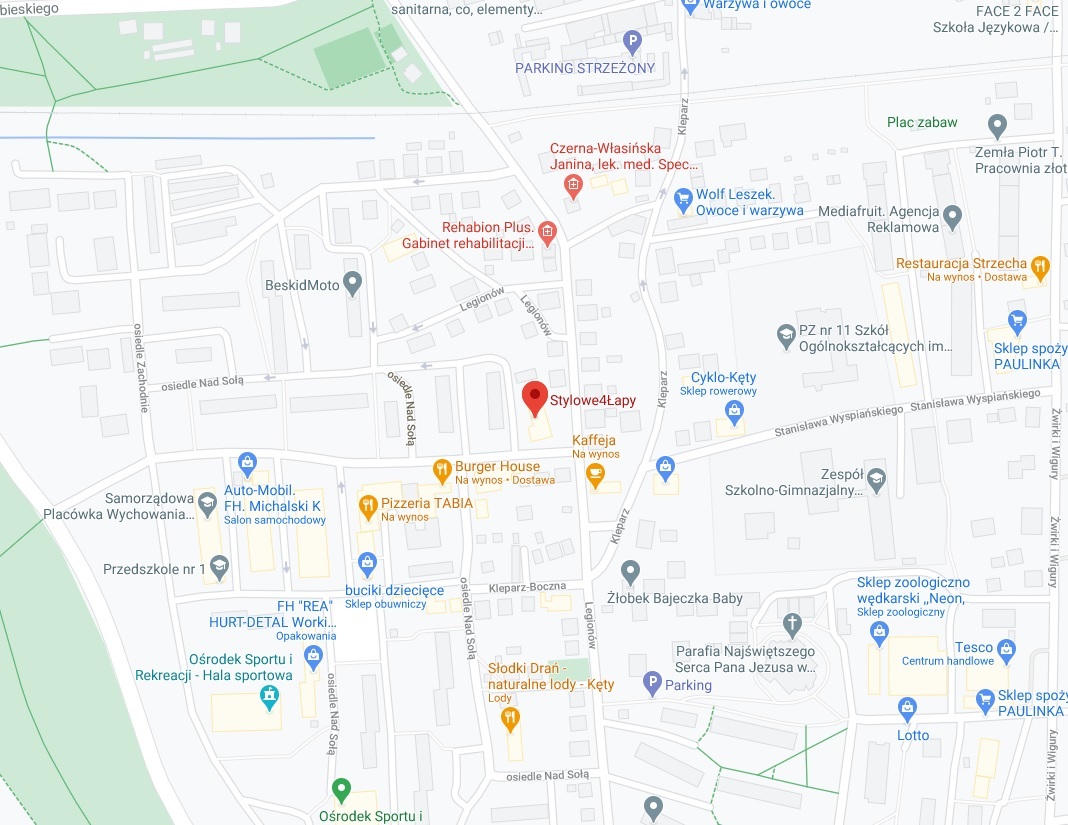 bieskiego
sanitarna, co, elementy...
Warzywa i owoce
FACE 2 FACE
Szkoła Językowa /...
PARKING STRZEŻONY
Kleparz
Plac zabaw
Czerna-Własińska
Janina, lek. med. Spec...
Zemła Piotr T.
Pracownia złot
Wolf Leszek.
Owoce i warzywa
Mediafruit. Agencja
Reklamowa
Rehabion Plus.
Gabinet rehabilitacji...
Restauracja Strzecha
Na wynos • Dostawa
BeskidMoto
Legionów
Legionów
PZ nr 11 Szkół
Ogólnokształcących im...
Sklep spoży
PAULINKA
osiedle Zachodnie
osiedle Nad Sołą
osiedle Nad Sołą
Cyklo-Kęty
Sklep rowerowy
Kleparz
Stylowe4Łapy
Stanisława Wyspiańskiego
Stanisława Wyspiańskiego
Żwirki i Wigury
Kaffeja
Na wynos
Burger House
Na wynos • Dostawa
Zespół
Szkolno-Gimnazjalny...
Auto-Mobil.
FH. Michalski K
Salon samochodowy
Samorządowa
Placówka Wychowania...
Pizzeria TABIA
Na wynos
Kleparz
Żwirki i Wigury
Przedszkole nr 1
buciki dziecięce
Sklep obuwniczy
Kleparz-Boczna
Żłobek Bajeczka Baby
Sklep zoologiczno
wędkarski ,,Neon,
Sklep zoologiczny
FH "REA"
HURT-DETAL Worki...
Opakowania
osiedle Nad Sołą
Legionów
Parafia Najświętszego
Serca Pana Jezusa w...
Tesco
Centrum handlowe
Ośrodek Sportu i
Rekreacji - Hala sportowa
Słodki Drań -
naturalne lody - Kęty
Lody
Parking
Sklep spoży
PAULINKA
osiedle Nad Sołą
Lotto
Żwirki i Wigury
osiedle Nad Sołą
Ośrodek Sportu i